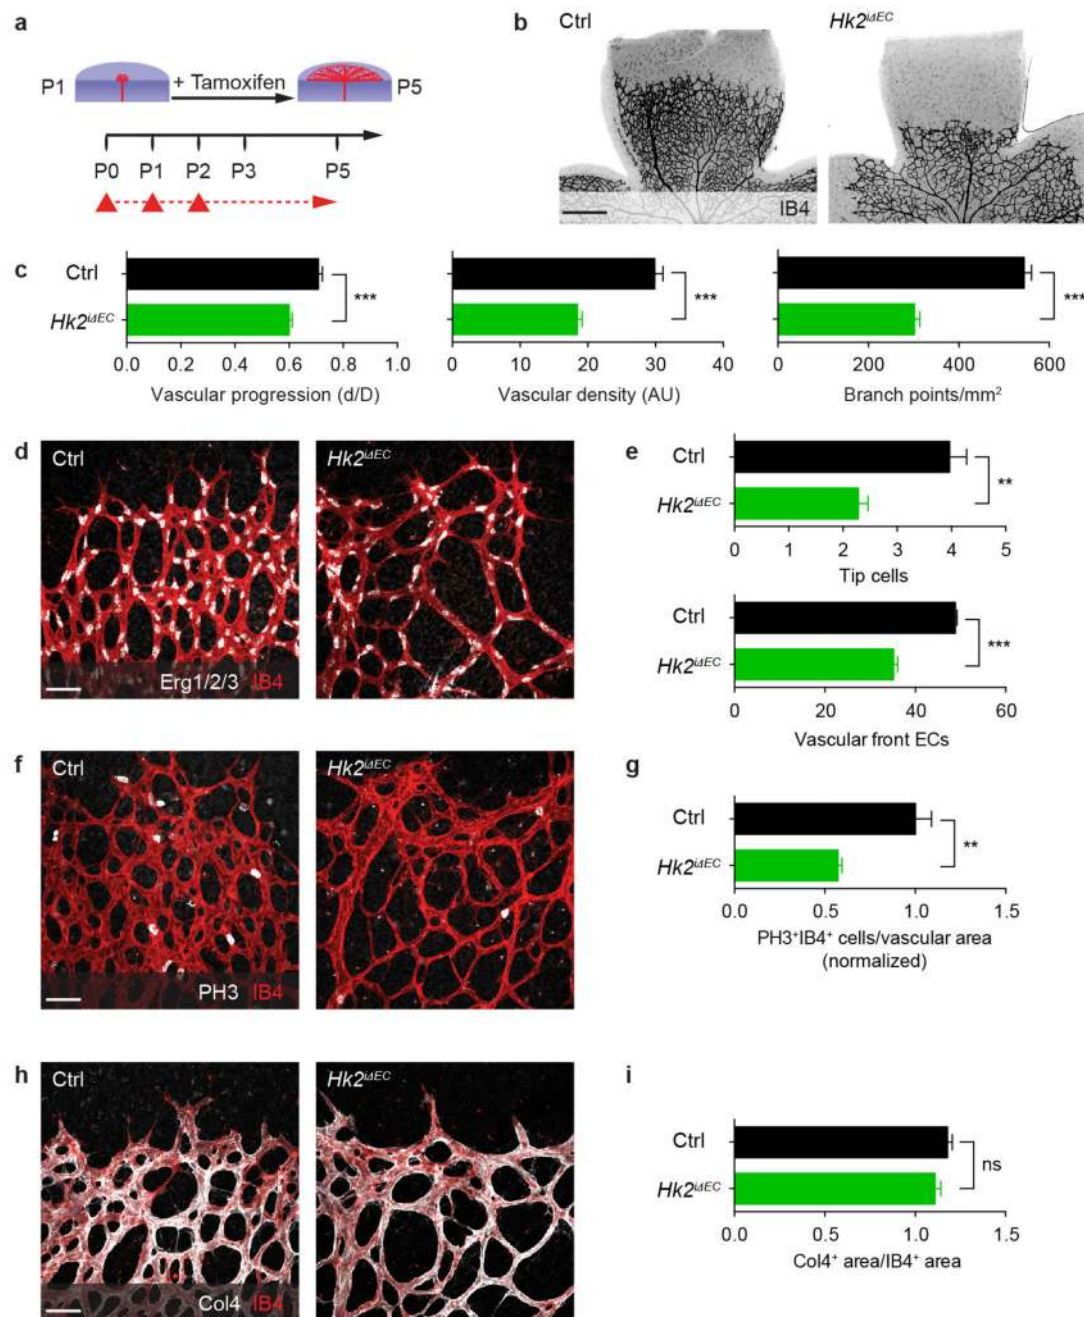 a
P1
+ Tamoxifen
P5
P0 P1 P2 P3 P5
b
Ctrl
Hk2iΔEC
IB4
c
Ctrl
Hk2iΔEC
***
0.0 0.2 0.4 0.6 0.8 1.0
Vascular progression (d/D)
***
0 10 20 30 40
Vascular density (AU)
***
0 200 400 600
Branch points/mm²
d
Ctrl
Hk2iΔEC
Erg1/2/3 IB4
e
Ctrl
Hk2iΔEC
**
0 1 2 3 4 5
Tip cells
Ctrl
Hk2iΔEC
***
0 20 40 60
Vascular front ECs
f
Ctrl
Hk2iΔEC
PH3 IB4
g
Ctrl
Hk2iΔEC
**
0.0 0.5 1.0 1.5
PH3⁺IB4⁺ cells/vascular area
(normalized)
h
Ctrl
Hk2iΔEC
Col4 IB4
i
Ctrl
Hk2iΔEC
ns
0.0 0.5 1.0 1.5
Col4⁺ area/IB4⁺ area